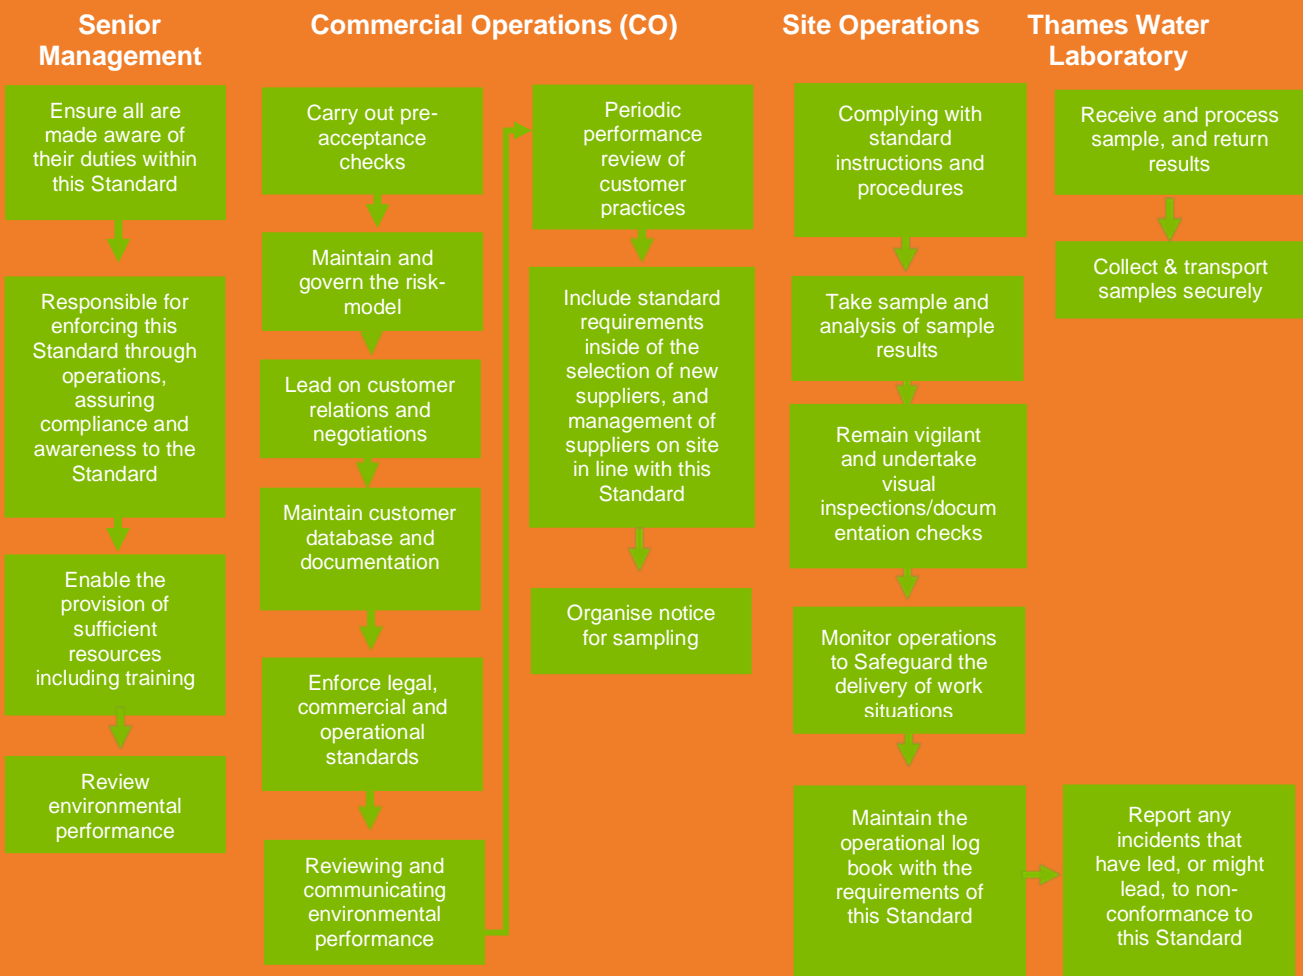 Senior
Management
Ensure all are
made aware of
their duties within
this Standard
Responsible for
enforcing this
Standard through
operations,
assuring
compliance and
awareness to the
Standard
Enable the
provision of
sufficient
resources
including training
Review
environmental
performance
Commercial Operations (CO)
Carry out pre-
acceptance
checks
Maintain and
govern the risk-
model
Lead on customer
relations and
negotiations
Maintain customer
database and
documentation
Enforce legal,
commercial and
operational
standards
Reviewing and
communicating
environmental
performance
Periodic
performance
review of
customer
practices
Include standard
requirements
inside of the
selection of new
suppliers, and
management of
suppliers on site
in line with this
Standard
Organise notice
for sampling
Site Operations
Complying with
standard
instructions and
procedures
Take sample and
analysis of sample
results
Remain vigilant
and undertake
visual
inspections/docum
entation checks
Monitor operations
to Safeguard the
delivery of work
situations
Maintain the
operational log
book with the
requirements of
this Standard
Report any
incidents that
have led, or might
lead, to non-
conformance to
this Standard
Thames Water
Laboratory
Receive and process
sample, and return
results
Collect & transport
samples securely